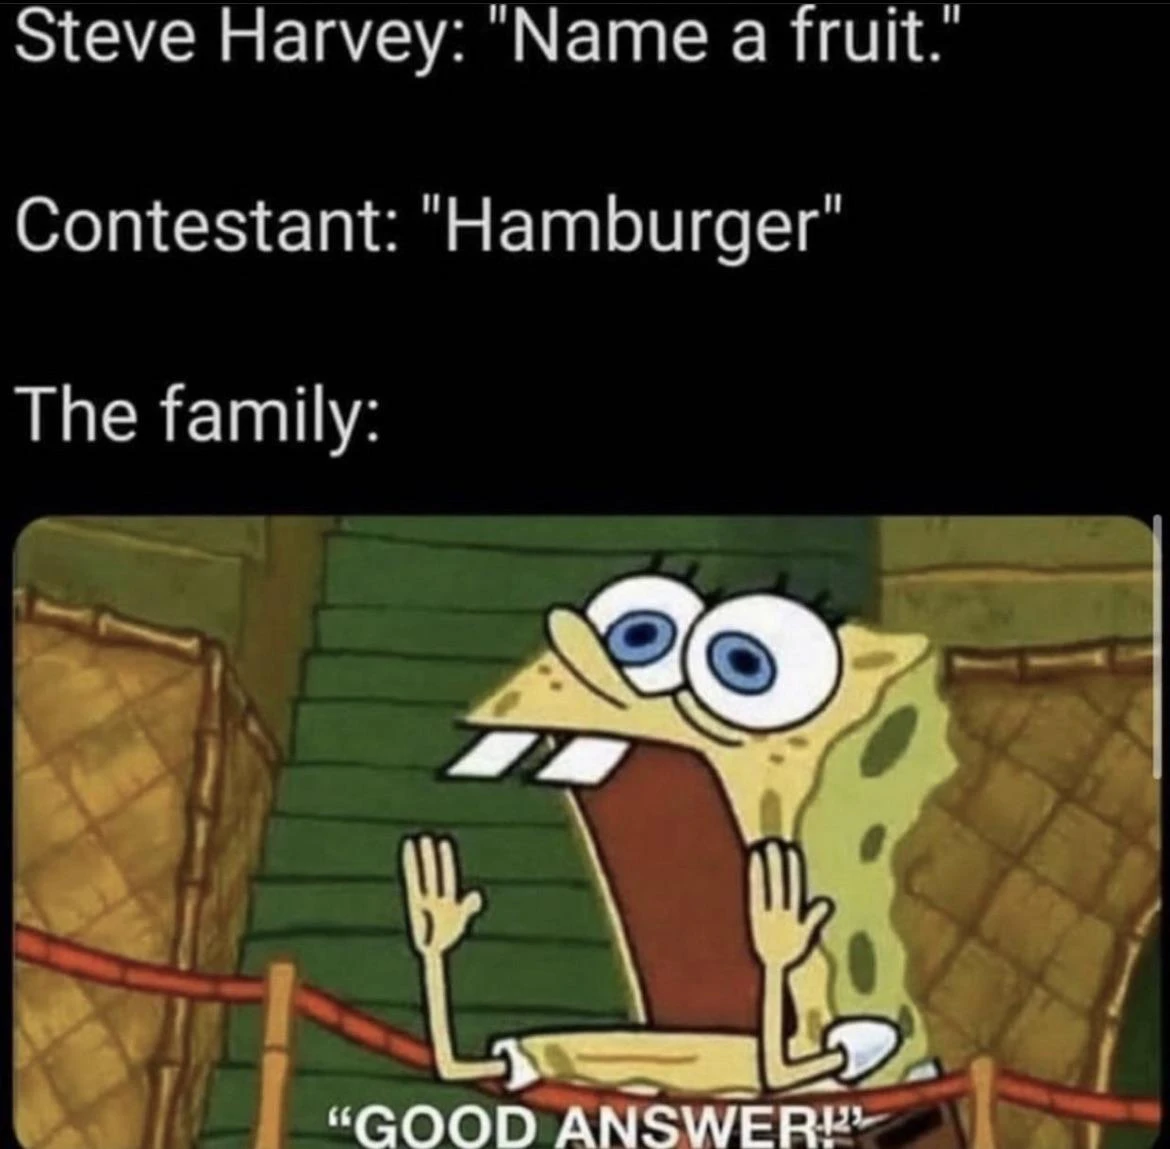 Steve Harvey: "Name a fruit."
Contestant: "Hamburger"
The family:
“GOOD ANSWER!”